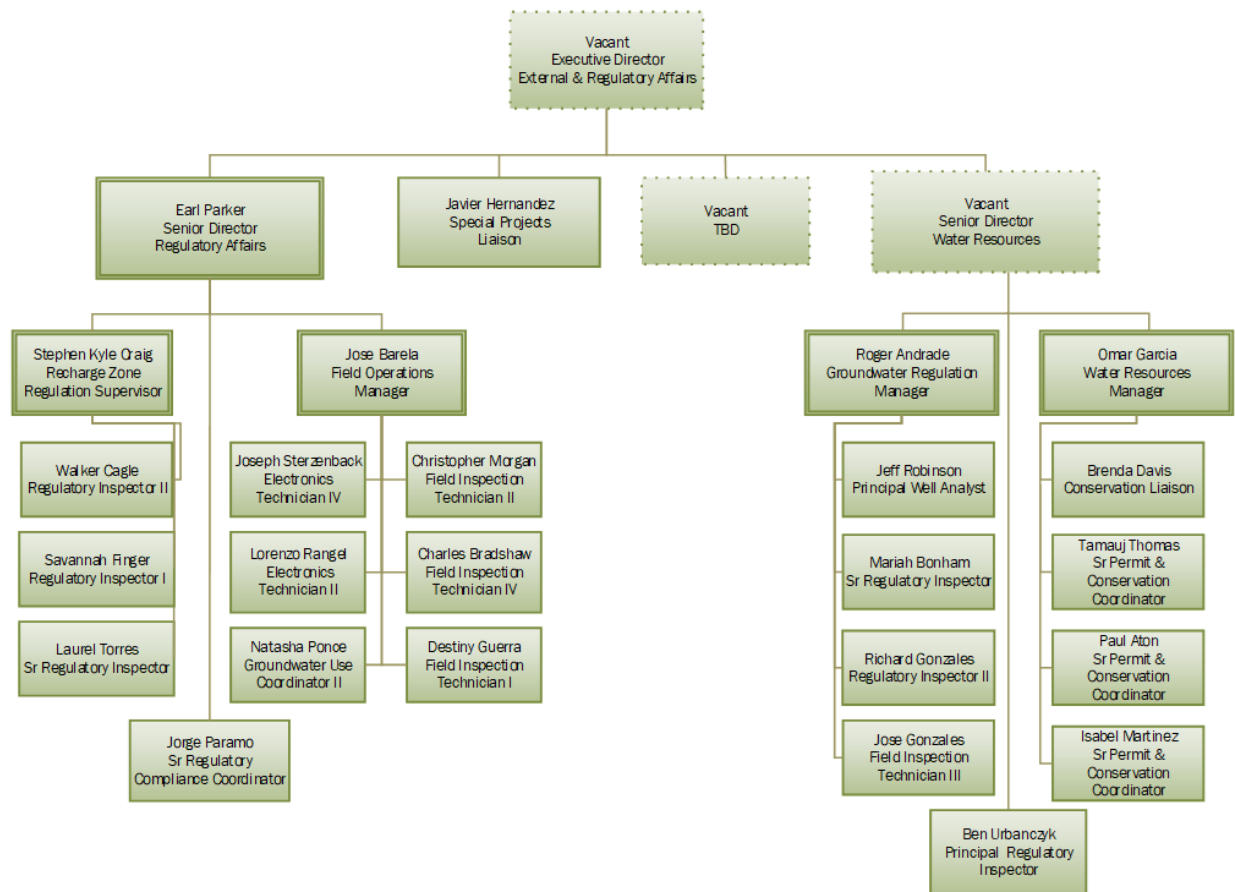 Vacant
Executive Director
External & Regulatory Affairs
Earl Parker
Senior Director
Regulatory Affairs
Javier Hernandez
Special Projects
Liaison
Vacant
TBD
Vacant
Senior Director
Water Resources
Stephen Kyle Craig
Recharge Zone
Regulation Supervisor
Jose Barela
Field Operations
Manager
Roger Andrade
Groundwater Regulation
Manager
Omar Garcia
Water Resources
Manager
Walker Cagle
Regulatory Inspector II
Savannah Finger
Regulatory Inspector I
Laurel Torres
Sr Regulatory Inspector
Joseph Sterzenback
Electronics
Technician IV
Christopher Morgan
Field Inspection
Technician II
Lorenzo Rangel
Electronics
Technician II
Charles Bradshaw
Field Inspection
Technician IV
Natasha Ponce
Groundwater Use
Coordinator II
Destiny Guerra
Field Inspection
Technician I
Jorge Paramo
Sr Regulatory
Compliance Coordinator
Jeff Robinson
Principal Well Analyst
Mariah Bonham
Sr Regulatory Inspector
Richard Gonzales
Regulatory Inspector II
Jose Gonzales
Field Inspection
Technician III
Brenda Davis
Conservation Liaison
Tamauj Thomas
Sr Permit &
Conservation
Coordinator
Paul Aton
Sr Permit &
Conservation
Coordinator
Isabel Martinez
Sr Permit &
Conservation
Coordinator
Ben Urbanczyk
Principal Regulatory
Inspector